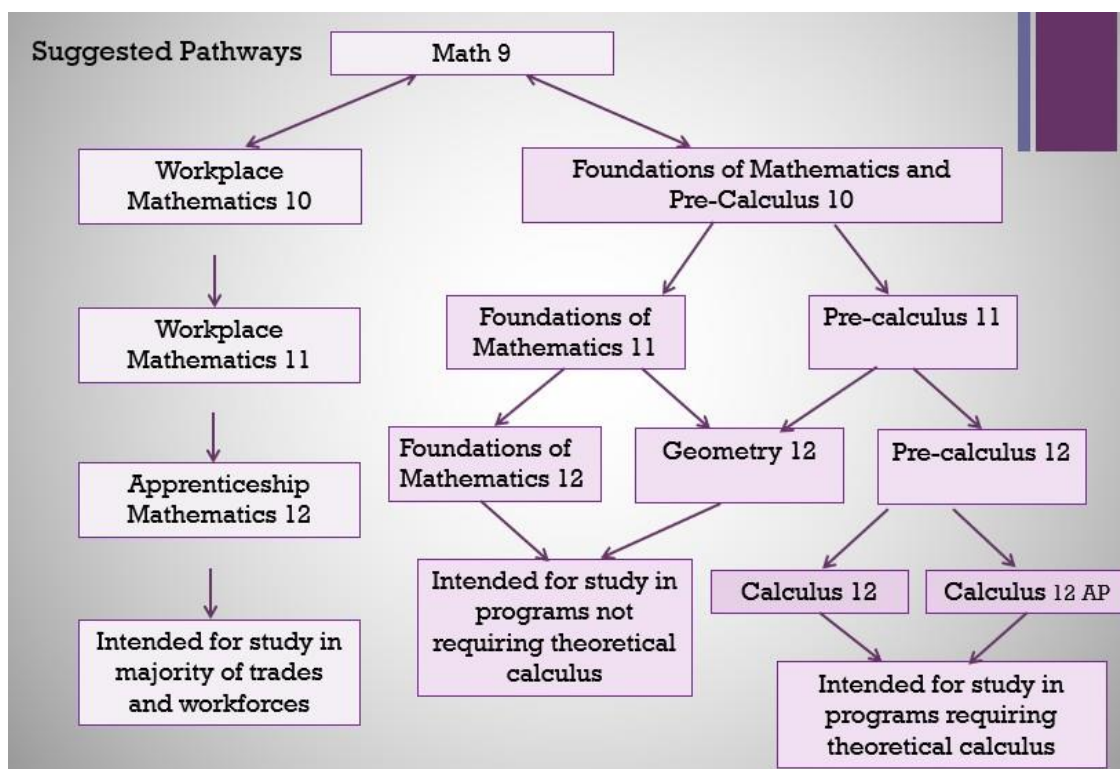 Suggested Pathways
Math 9
Workplace
Mathematics 10
Foundations of Mathematics and
Pre-Calculus 10
Workplace
Mathematics 11
Foundations of
Mathematics 11
Pre-calculus 11
Apprenticeship
Mathematics 12
Foundations of
Mathematics 12
Geometry 12
Pre-calculus 12
Intended for study in
majority of trades
and workforces
Intended for study in
programs not
requiring theoretical
calculus
Calculus 12
Calculus 12 AP
Intended for study in
programs requiring
theoretical calculus